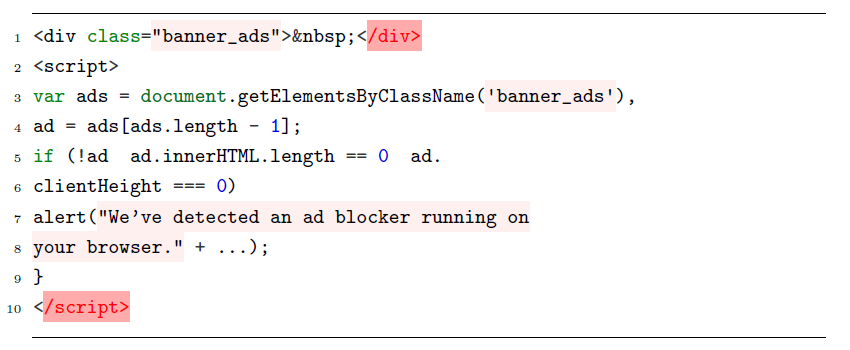 1 <div class="banner_ads">&nbsp;</div>
2 <script>
3 var ads = document.getElementsByClassName('banner_ads'),
4 ad = ads[ads.length - 1];
5 if (!ad  ad.innerHTML.length == 0  ad.
6 clientHeight === 0)
7 alert("We’ve detected an ad blocker running on
8 your browser." + ...);
9 }
10 </script>